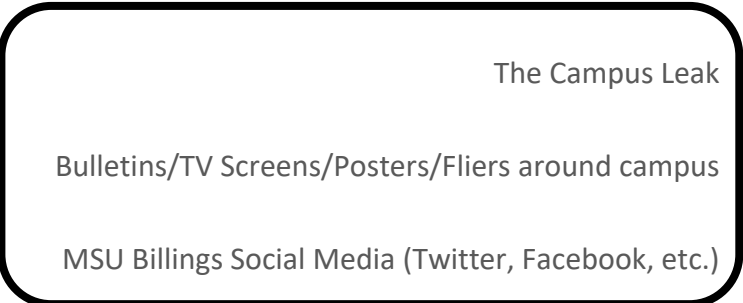 The Campus Leak
Bulletins/TV Screens/Posters/Fliers around campus
MSU Billings Social Media (Twitter, Facebook, etc.)